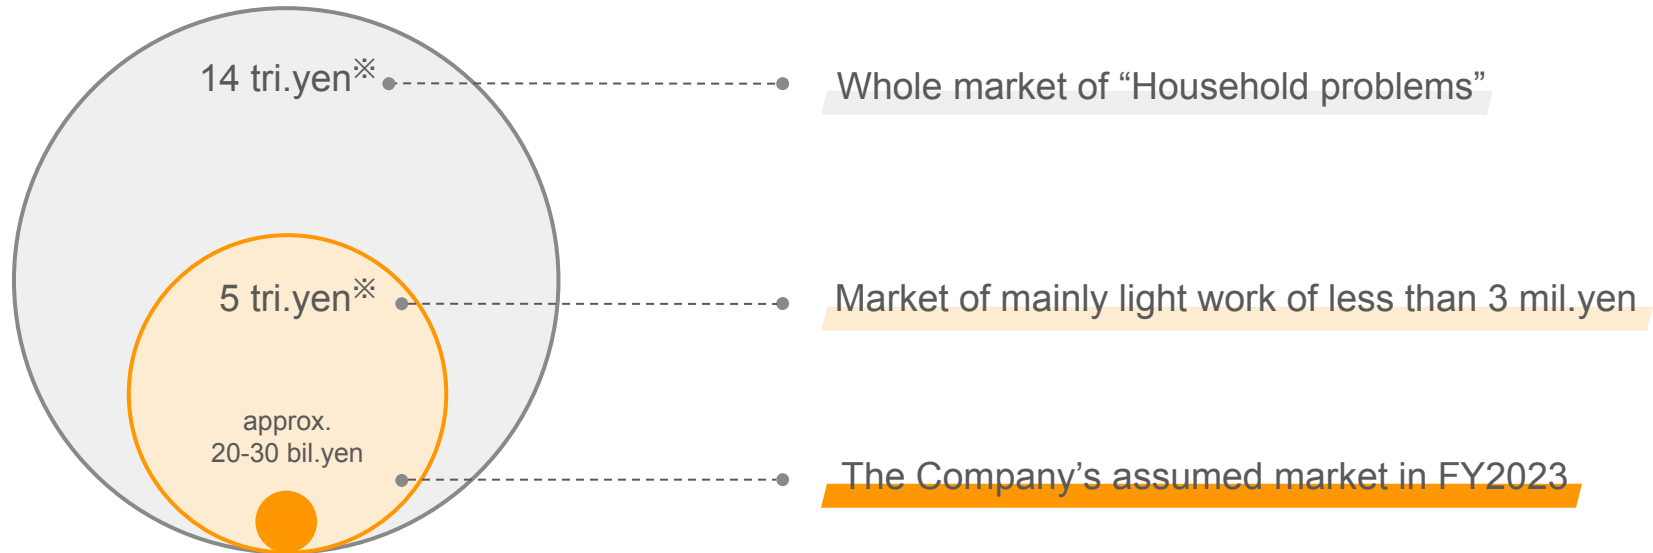 14 tri.yen※
Whole market of “Household problems”
5 tri.yen※
Market of mainly light work of less than 3 mil.yen
approx.
20-30 bil.yen
The Company’s assumed market in FY2023